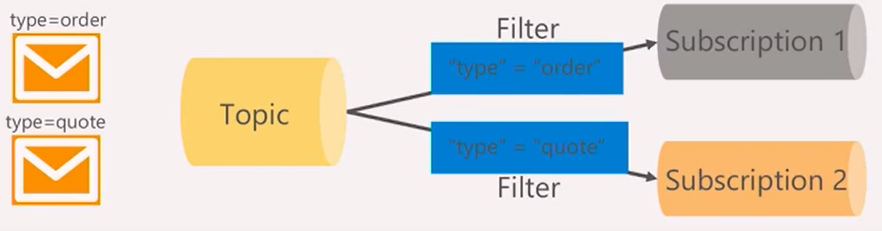 type=order
type=quote
Topic
Filter
"type" = "order"
"type" = "quote"
Filter
Subscription 1
Subscription 2